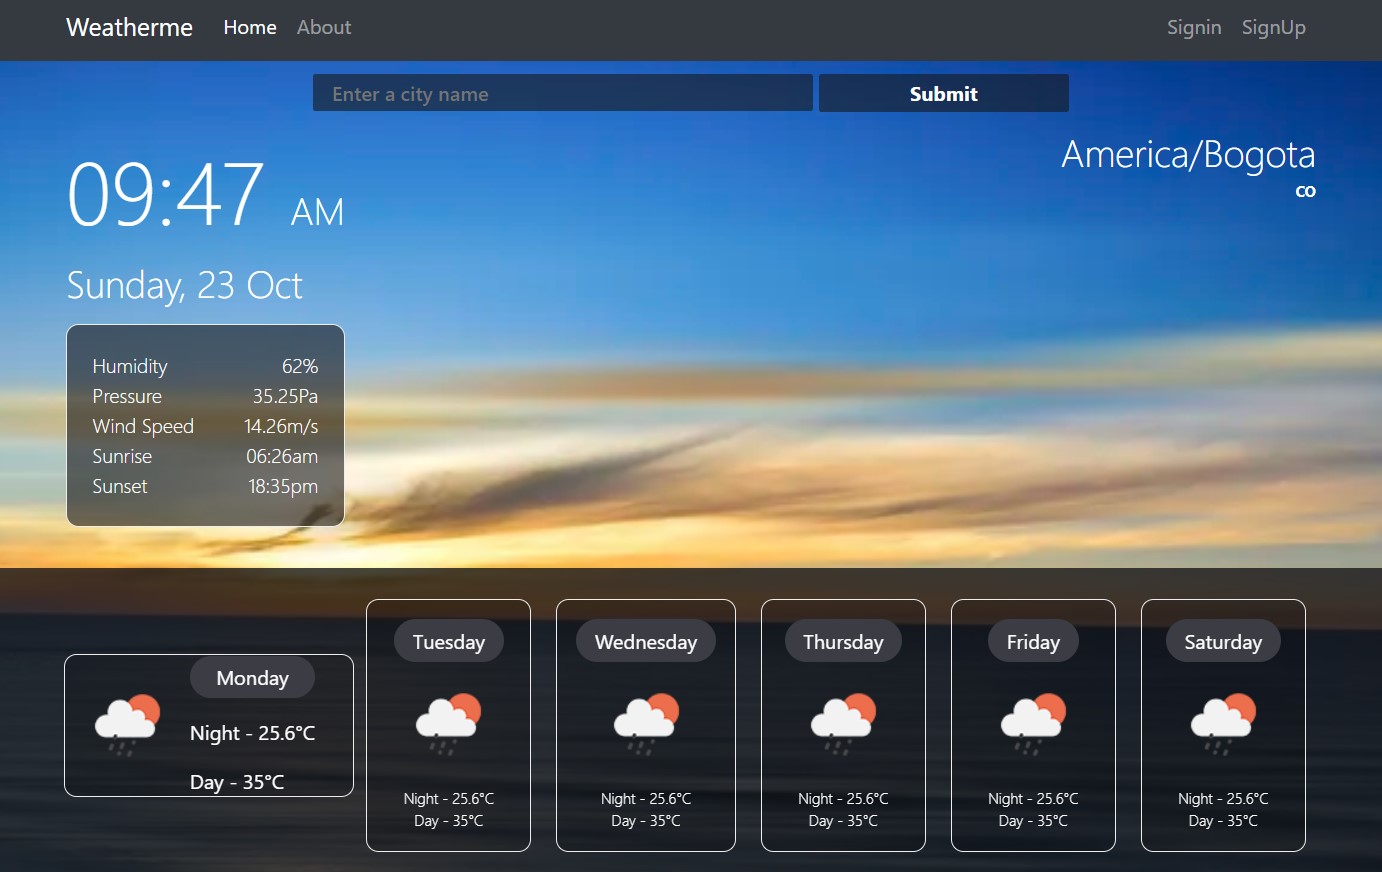 Weatherme Home About Signin SignUp
Enter a city name Submit
America/Bogota
CO
09:47 AM
Sunday, 23 Oct
Humidity 62%
Pressure 35.25Pa
Wind Speed 14.26m/s
Sunrise 06:26am
Sunset 18:35pm
Monday
Night - 25.6°C
Day - 35°C
Tuesday
Night - 25.6°C
Day - 35°C
Wednesday
Night - 25.6°C
Day - 35°C
Thursday
Night - 25.6°C
Day - 35°C
Friday
Night - 25.6°C
Day - 35°C
Saturday
Night - 25.6°C
Day - 35°C